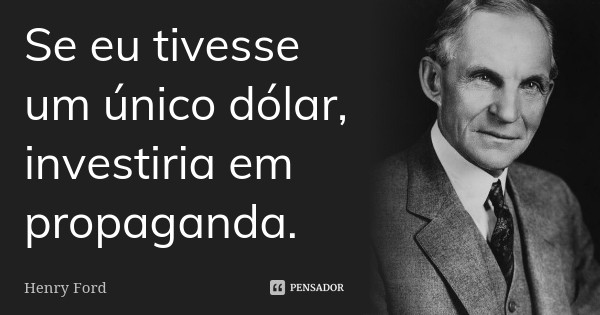 Se eu tivesse
um único dólar,
investiria em
propaganda.
Henry Ford
PENSADOR